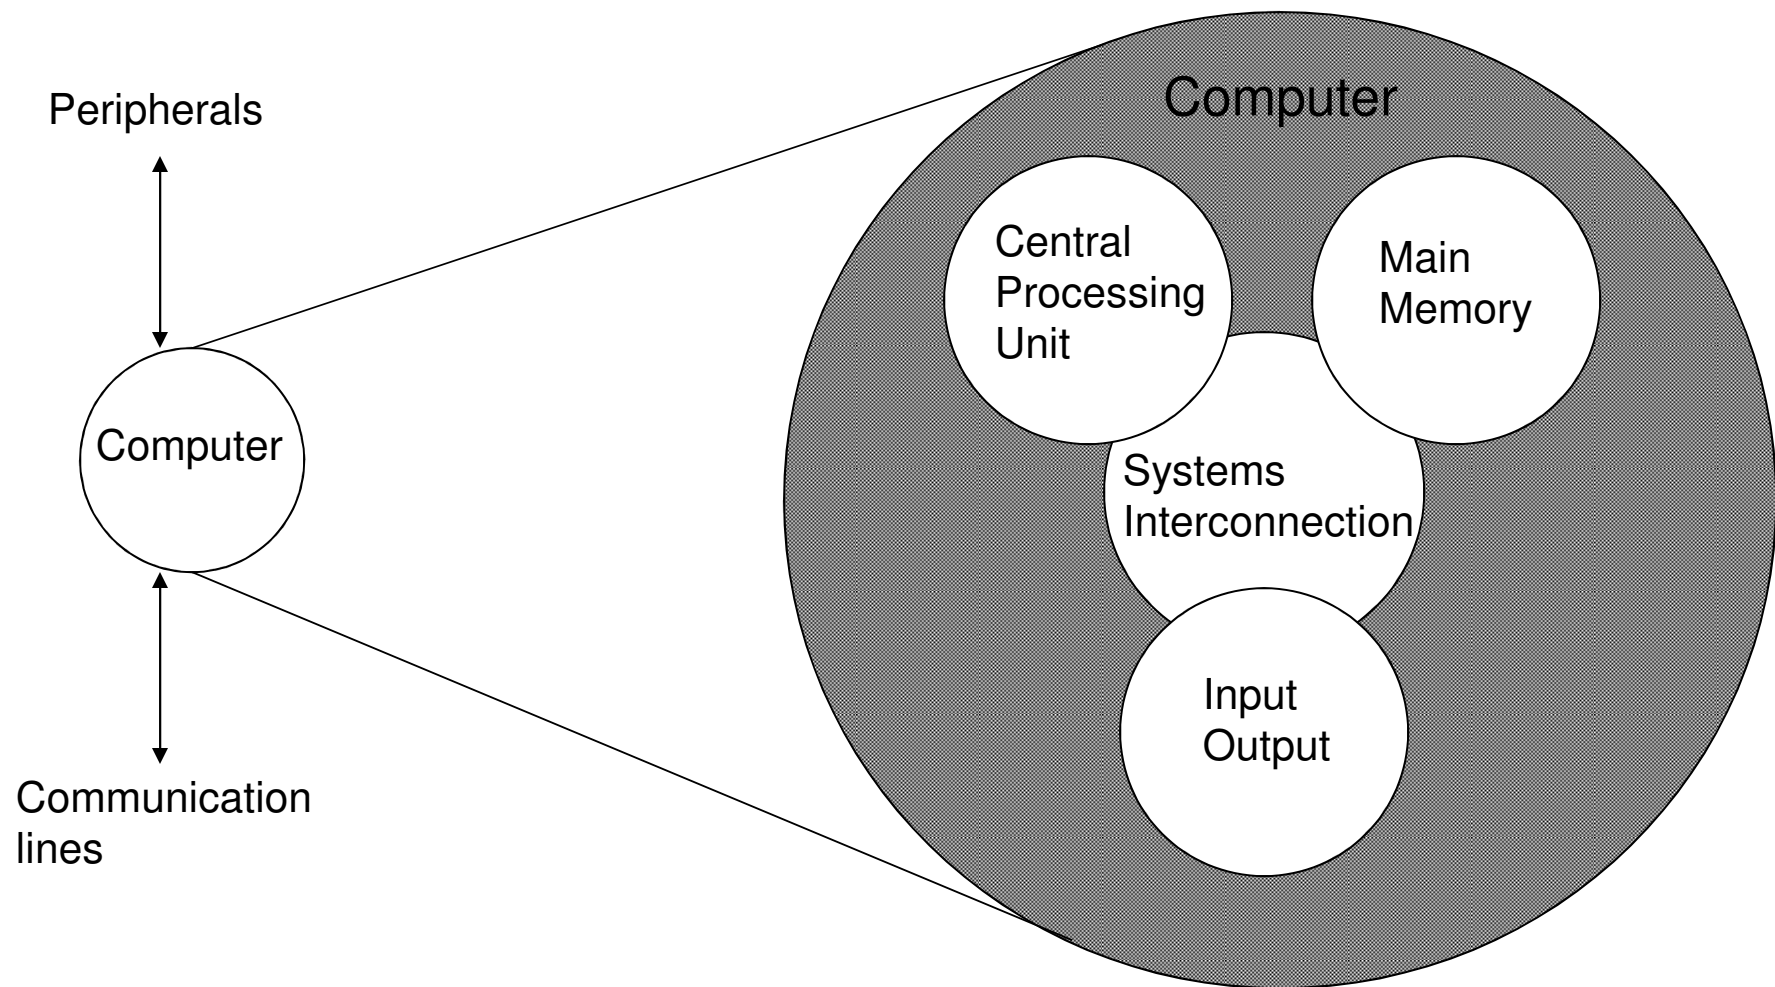 Peripherals
Computer
Communication
lines
Computer
Central
Processing
Unit
Main
Memory
Systems
Interconnection
Input
Output